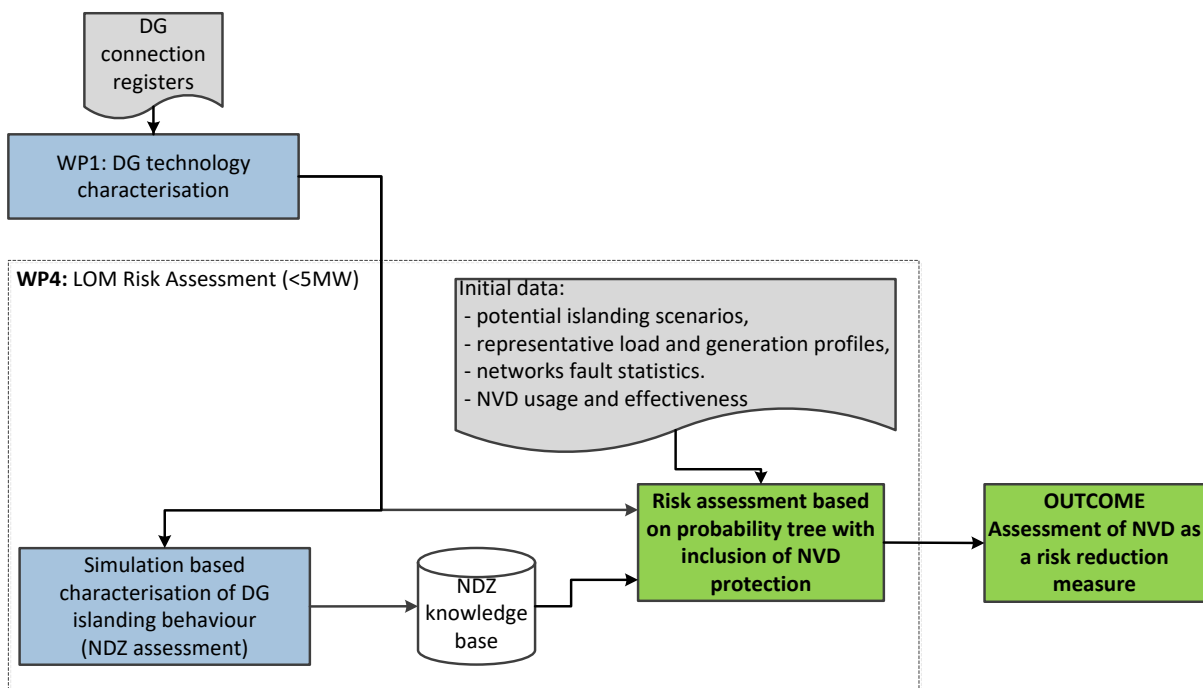 DG
connection
registers
WP1: DG technology
characterisation
WP4: LOM Risk Assessment (<5MW)
Initial data:
- potential islanding scenarios,
- representative load and generation profiles,
- networks fault statistics.
- NVD usage and effectiveness
Risk assessment based
on probability tree with
inclusion of NVD
protection
OUTCOME
Assessment of NVD as
a risk reduction
measure
Simulation based
characterisation of DG
islanding behaviour
(NDZ assessment)
NDZ
knowledge
base